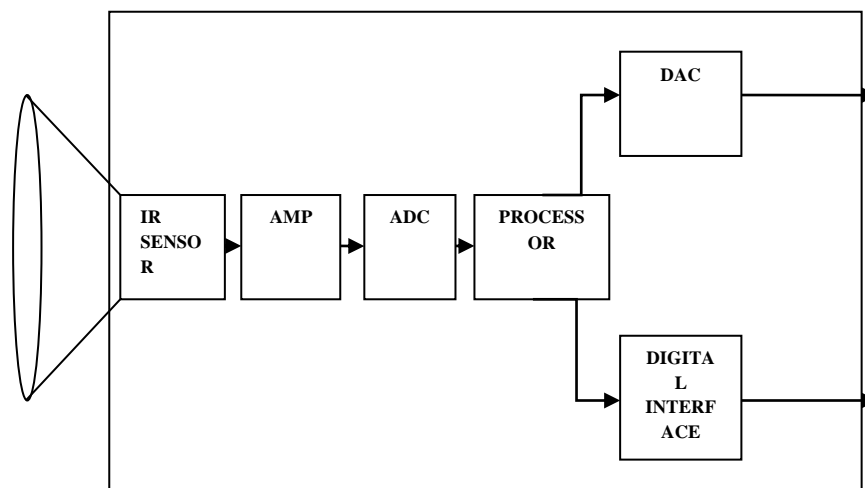 DAC
IR
SENSO
R
AMP
ADC
PROCESS
OR
DIGITA
L
INTERF
ACE